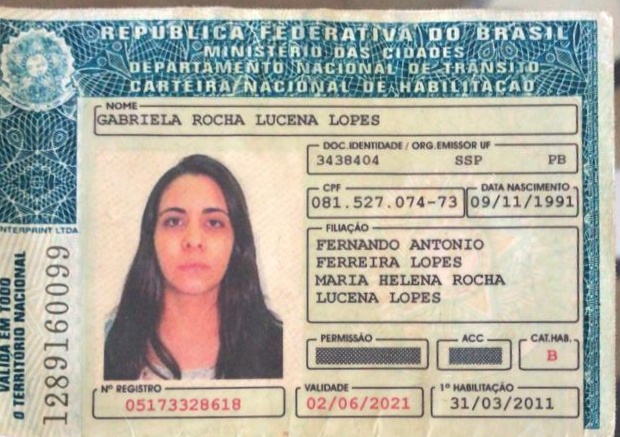 REPÚBLICA FEDERATIVA DO BRASIL
MINISTÉRIO DAS CIDADES
DEPARTAMENTO NACIONAL DE TRÂNSITO
CARTEIRA NACIONAL DE HABILITAÇÃO
NOME
GABRIELA ROCHA LUCENA LOPES
DOC. IDENTIDADE / ORG. EMISSOR UF
3438404 SSP PB
CPF
081.527.074-73
DATA NASCIMENTO
09/11/1991
FILIAÇÃO
FERNANDO ANTONIO
FERREIRA LOPES
MARIA HELENA ROCHA
LUCENA LOPES
PERMISSÃO
ACC
CAT. HAB.
B
Nº REGISTRO
05173328618
VALIDADE
02/06/2021
1ª HABILITAÇÃO
31/03/2011
INTERPRINT LTDA
VÁLIDA EM TODO
O TERRITÓRIO NACIONAL
1289160099